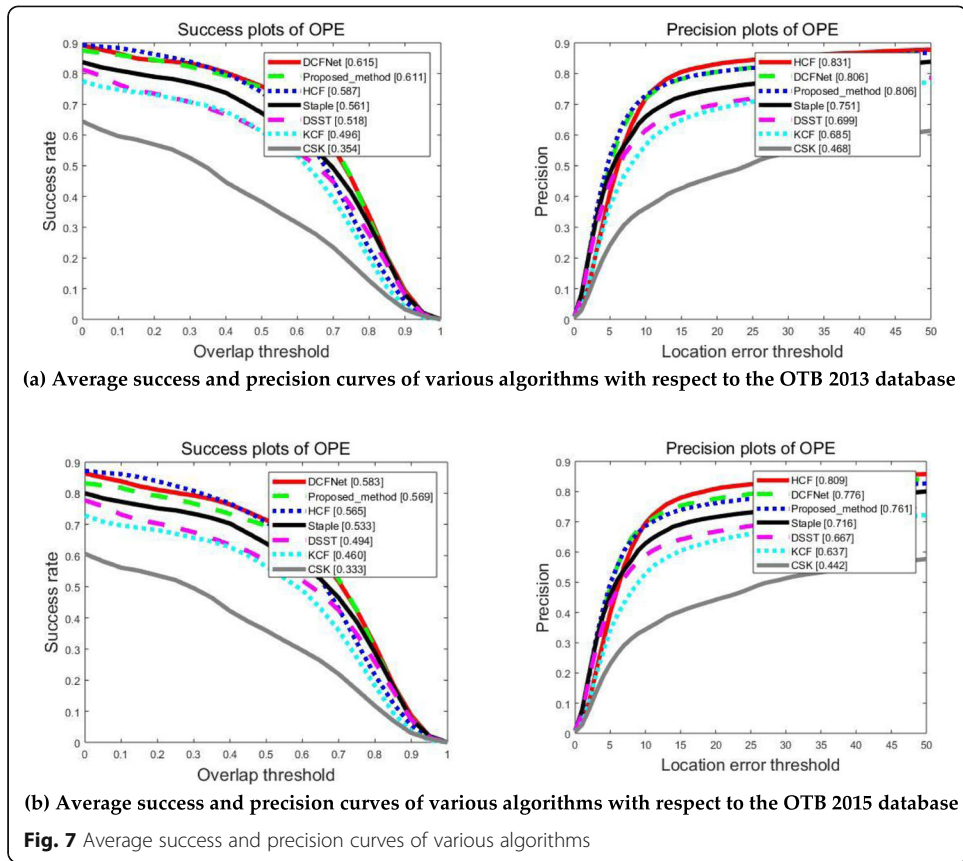 Success plots of OPE
0.9
0.8
0.7
0.6
0.5
0.4
0.3
0.2
0.1
0
Success rate
DCFNet [0.615]
Proposed_method [0.611]
HCF [0.587]
Staple [0.561]
DSST [0.518]
KCF [0.496]
CSK [0.354]
0 0.1 0.2 0.3 0.4 0.5 0.6 0.7 0.8 0.9 1
Overlap threshold
Precision plots of OPE
0.9
0.8
0.7
0.6
0.5
0.4
0.3
0.2
0.1
0
Precision
HCF [0.831]
DCFNet [0.806]
Proposed_method [0.806]
Staple [0.751]
DSST [0.699]
KCF [0.685]
CSK [0.468]
0 5 10 15 20 25 30 35 40 45 50
Location error threshold
(a) Average success and precision curves of various algorithms with respect to the OTB 2013 database
Success plots of OPE
0.9
0.8
0.7
0.6
0.5
0.4
0.3
0.2
0.1
0
Success rate
DCFNet [0.583]
Proposed_method [0.569]
HCF [0.565]
Staple [0.533]
DSST [0.494]
KCF [0.460]
CSK [0.333]
0 0.1 0.2 0.3 0.4 0.5 0.6 0.7 0.8 0.9 1
Overlap threshold
Precision plots of OPE
0.9
0.8
0.7
0.6
0.5
0.4
0.3
0.2
0.1
0
Precision
HCF [0.809]
DCFNet [0.776]
Proposed_method [0.761]
Staple [0.716]
DSST [0.667]
KCF [0.637]
CSK [0.442]
0 5 10 15 20 25 30 35 40 45 50
Location error threshold
(b) Average success and precision curves of various algorithms with respect to the OTB 2015 database
Fig. 7 Average success and precision curves of various algorithms